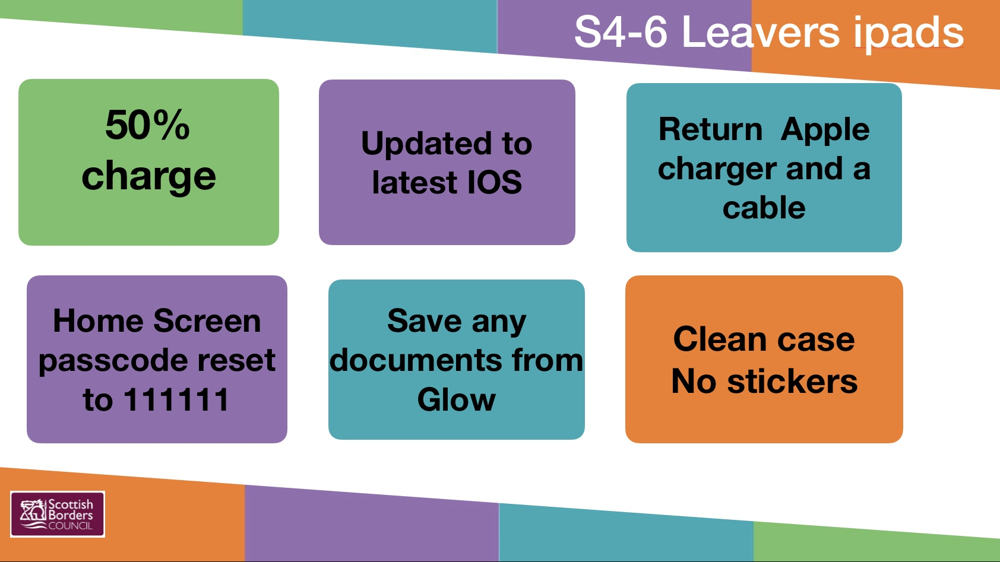 S4-6 Leavers ipads
50%
charge
Updated to
latest IOS
Return  Apple
charger and a
cable
Home Screen
passcode reset
to 111111
Save any
documents from
Glow
Clean case
No stickers
Scottish
Borders
COUNCIL